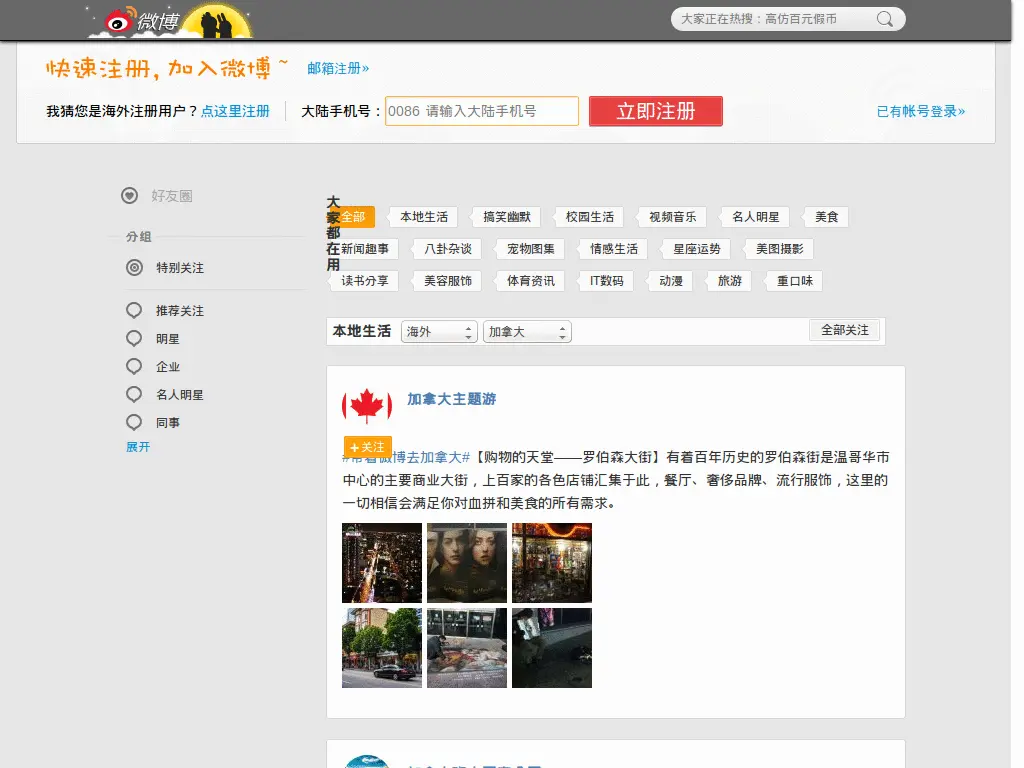 微博
大家正在热搜：高仿百元假币
快速注册，加入微博~ 邮箱注册»
我猜您是海外注册用户？点这里注册 大陆手机号： 0086 请输入大陆手机号 立即注册 已有帐号登录»
好友圈
分组
特别关注
推荐关注
明星
企业
名人明星
同事
展开
大家都在用
全部 本地生活 搞笑幽默 校园生活 视频音乐 名人明星 美食
新闻趣事 八卦杂谈 宠物图集 情感生活 星座运势 美图摄影
读书分享 美容服饰 体育资讯 IT数码 动漫 旅游 重口味
本地生活 海外 加拿大 全部关注
加拿大主题游
+关注
#带着微博去加拿大#【购物的天堂——罗伯森大街】有着百年历史的罗伯森街是温哥华市
中心的主要商业大街，上百家的各色店铺汇集于此，餐厅、奢侈品牌、流行服饰，这里的
一切相信会满足你对血拼和美食的所有需求。